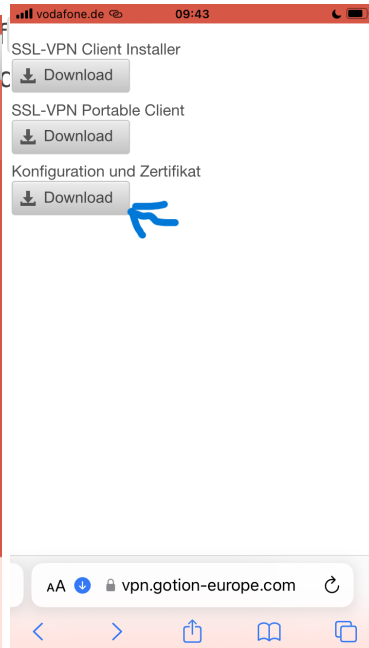 vodafone.de 09:43
SSL-VPN Client Installer
Download
SSL-VPN Portable Client
Download
Konfiguration und Zertifikat
Download
AA vpn.gotion-europe.com